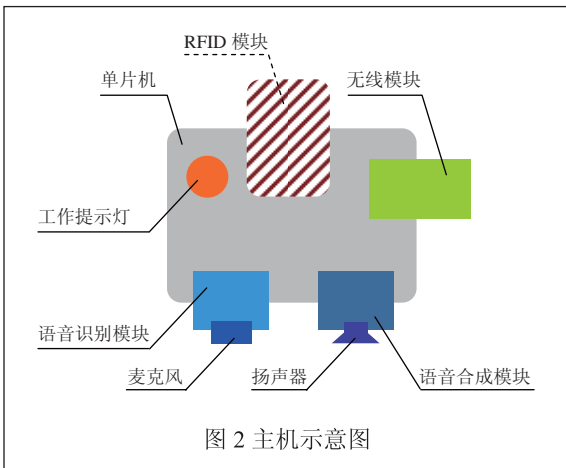 RFID 模块
单片机
无线模块
工作提示灯
语音识别模块
麦克风
扬声器
语音合成模块
图 2 主机示意图